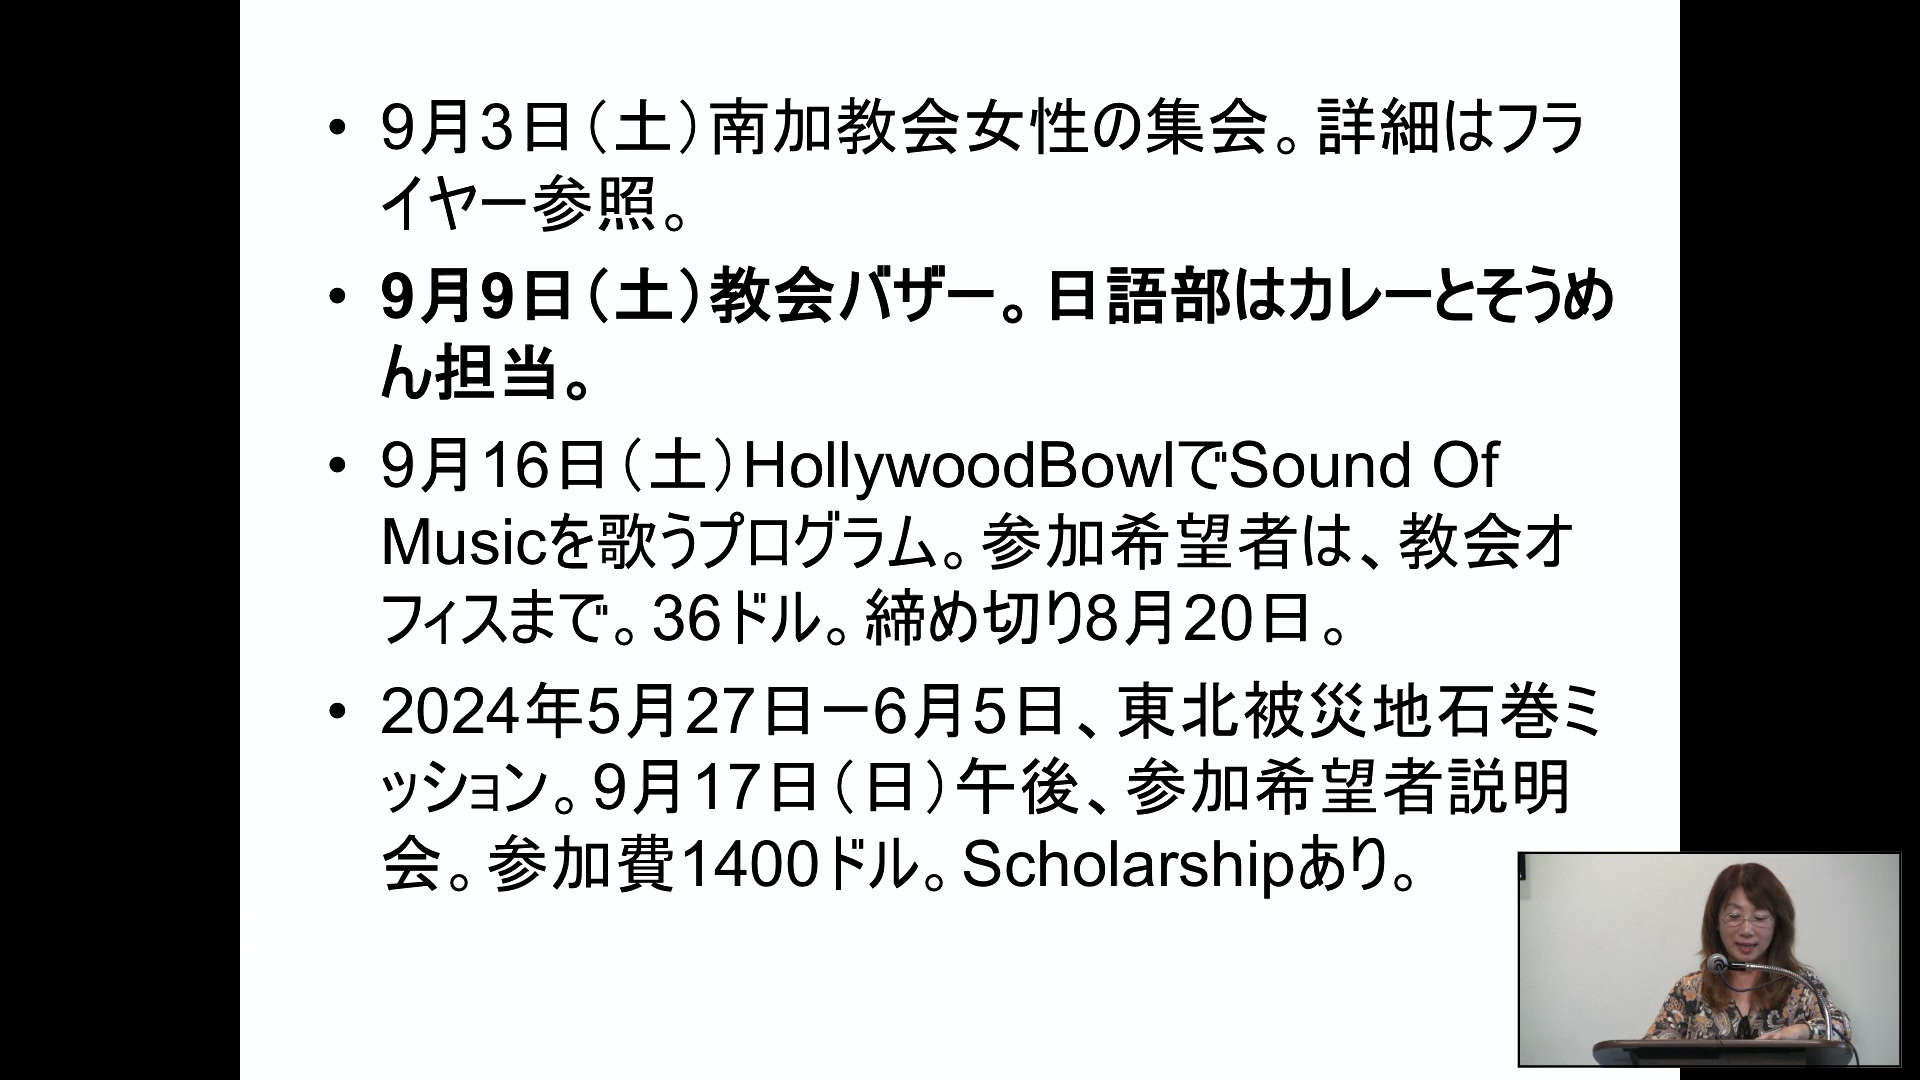 • 9月3日（土）南加教会女性の集会。詳細はフラ
イヤー参照。
• 9月9日（土）教会バザー。日語部はカレーとそうめ
ん担当。
• 9月16日（土）HollywoodBowlでSound Of
Musicを歌うプログラム。参加希望者は、教会オ
フィスまで。36ドル。締め切り8月20日。
• 2024年5月27日ー6月5日、東北被災地石巻ミ
ッション。9月17日（日）午後、参加希望者説明
会。参加費1400ドル。Scholarshipあり。